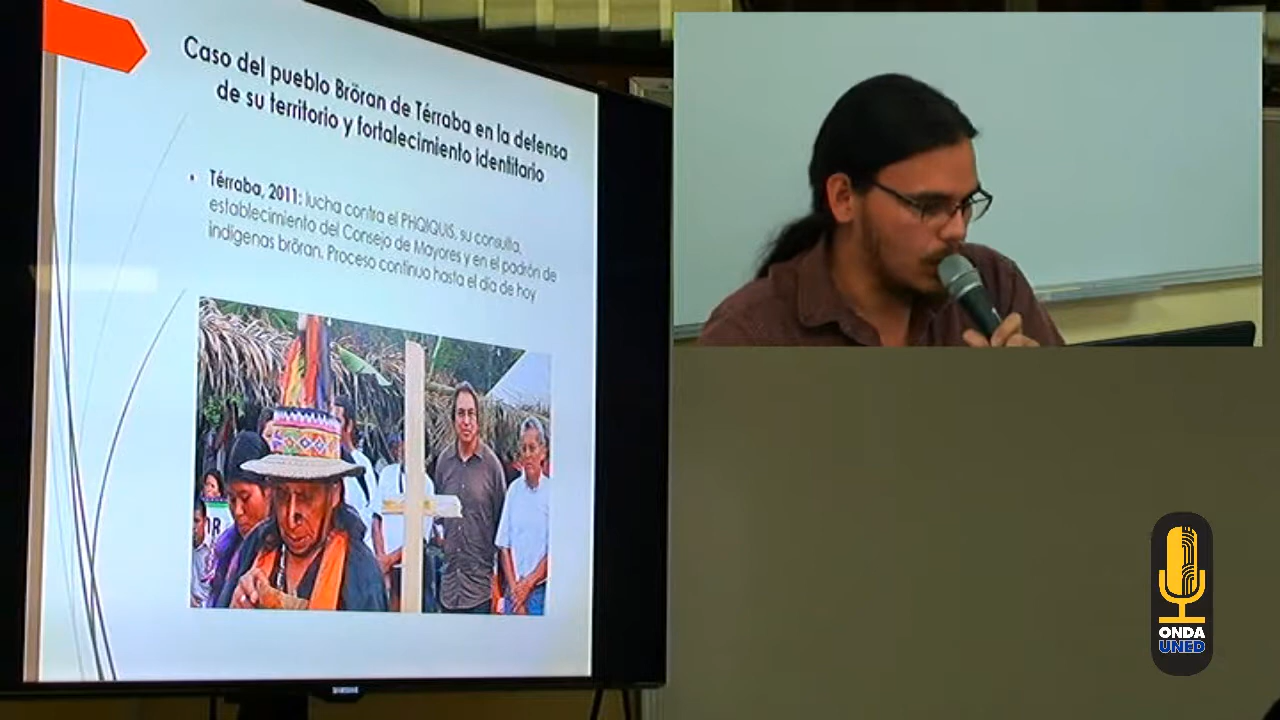 Caso del pueblo Bröran de Térraba en la defensa
de su territorio y fortalecimiento identitario
• Térraba, 2011: lucha contra el PHQIQUIS, su consulta,
establecimiento del Consejo de Mayores y en el padrón de
indígenas bröran. Proceso continuo hasta el día de hoy
SAMSUNG
ONDA
UNED